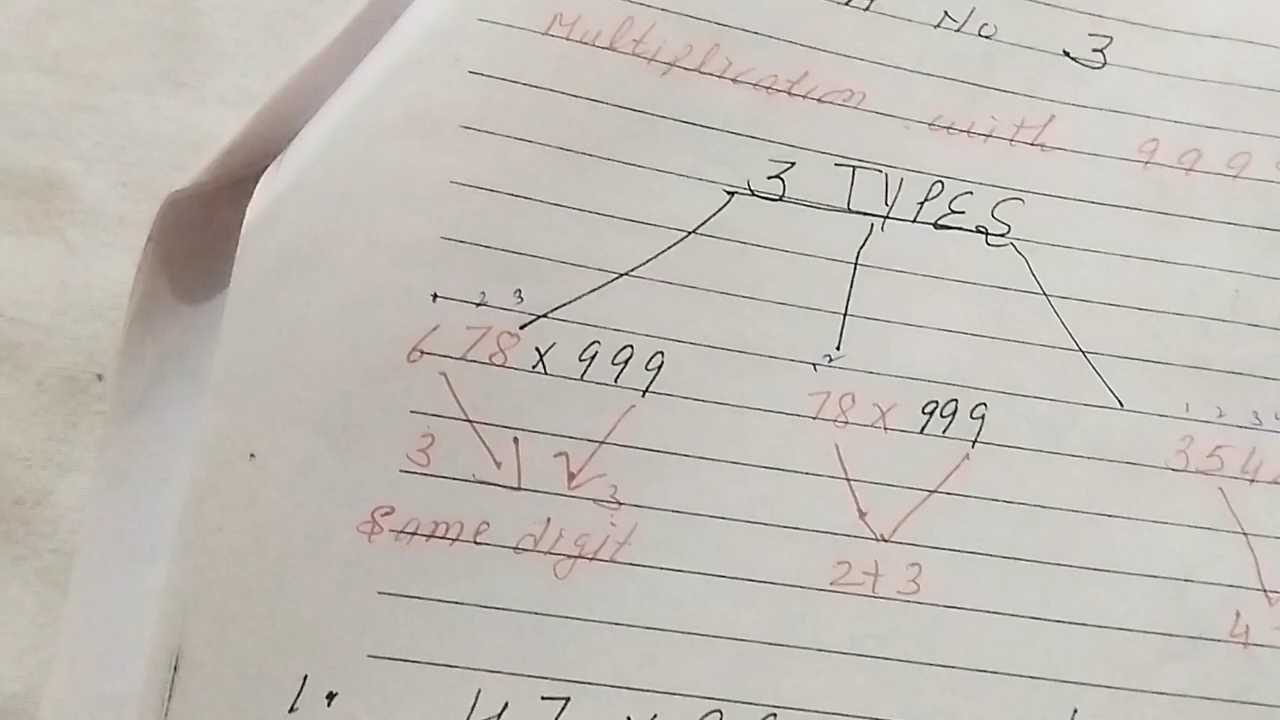 No 3
Multiplication with 999
3 TYPES
2 3
678 x 999
2
78 x 999
1 2 3
354
3 3
Same digit
2+3
4
1. 47 x